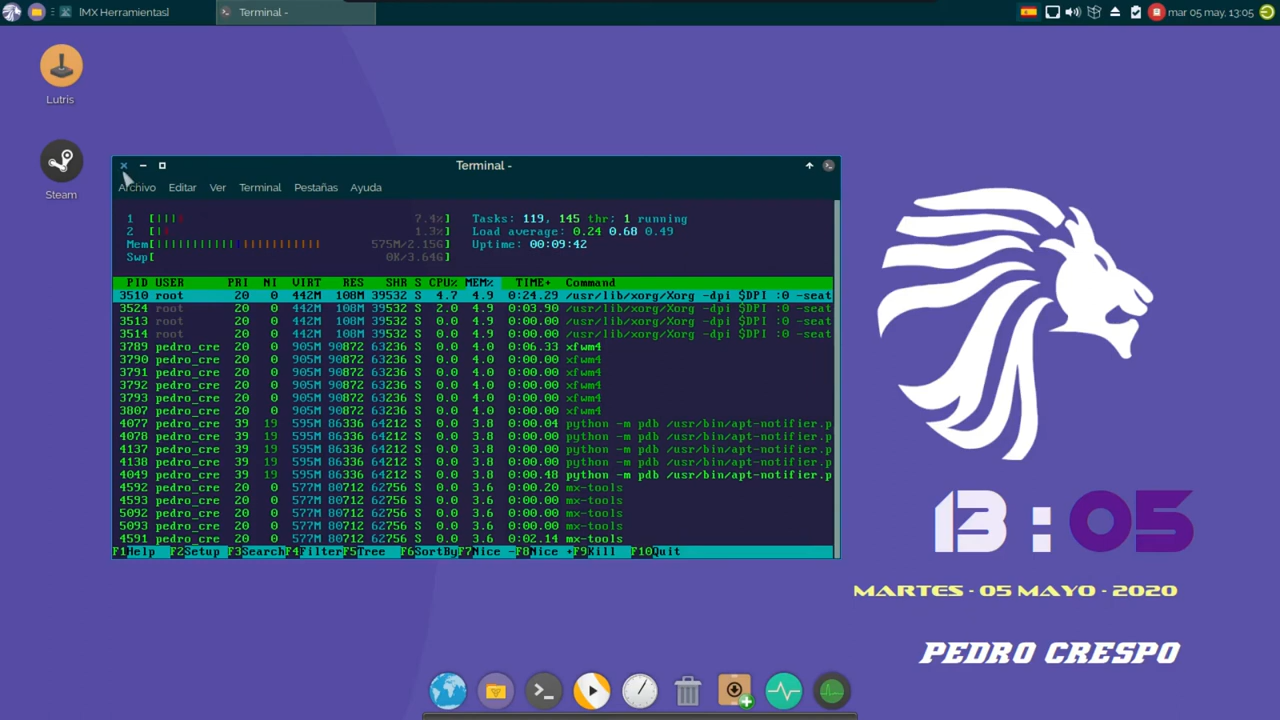 [MX Herramientas]
Terminal -
mar 05 may, 13:05
Lutris
Steam
Terminal -
Archivo Editar Ver Terminal Pestañas Ayuda
1 [||| 7.4%] Tasks: 119, 145 thr; 1 running
2 [| 1.3%] Load average: 0.24 0.68 0.49
Mem[||||||||||||||||||||||| 575M/2.15G] Uptime: 00:09:42
Swp[ 0K/3.64G]
PID USER PRI NI VIRT RES SHR S CPU% MEM% TIME+ Command
3510 root 20 0 442M 108M 39532 S 4.7 4.9 0:24.29 /usr/lib/xorg/Xorg -dpi $DPI :0 -seat
3524 root 20 0 442M 108M 39532 S 2.0 4.9 0:03.90 /usr/lib/xorg/Xorg -dpi $DPI :0 -seat
3513 root 20 0 442M 108M 39532 S 0.0 4.9 0:00.00 /usr/lib/xorg/Xorg -dpi $DPI :0 -seat
3514 root 20 0 442M 108M 39532 S 0.0 4.9 0:00.00 /usr/lib/xorg/Xorg -dpi $DPI :0 -seat
3789 pedro_cre 20 0 905M 90872 63236 S 0.0 4.0 0:06.33 xfwm4
3790 pedro_cre 20 0 905M 90872 63236 S 0.0 4.0 0:00.00 xfwm4
3791 pedro_cre 20 0 905M 90872 63236 S 0.0 4.0 0:00.00 xfwm4
3792 pedro_cre 20 0 905M 90872 63236 S 0.0 4.0 0:00.00 xfwm4
3793 pedro_cre 20 0 905M 90872 63236 S 0.0 4.0 0:00.00 xfwm4
3807 pedro_cre 20 0 905M 90872 63236 S 0.0 4.0 0:00.00 xfwm4
4077 pedro_cre 39 19 595M 86336 64212 S 0.0 3.8 0:00.04 python -m pdb /usr/bin/apt-notifier.p
4078 pedro_cre 39 19 595M 86336 64212 S 0.0 3.8 0:00.00 python -m pdb /usr/bin/apt-notifier.p
4137 pedro_cre 39 19 595M 86336 64212 S 0.0 3.8 0:00.00 python -m pdb /usr/bin/apt-notifier.p
4138 pedro_cre 39 19 595M 86336 64212 S 0.0 3.8 0:00.00 python -m pdb /usr/bin/apt-notifier.p
4049 pedro_cre 39 19 595M 86336 64212 S 0.0 3.8 0:00.48 python -m pdb /usr/bin/apt-notifier.p
4592 pedro_cre 20 0 577M 80712 62756 S 0.0 3.6 0:00.20 mx-tools
4593 pedro_cre 20 0 577M 80712 62756 S 0.0 3.6 0:00.00 mx-tools
5092 pedro_cre 20 0 577M 80712 62756 S 0.0 3.6 0:00.00 mx-tools
5093 pedro_cre 20 0 577M 80712 62756 S 0.0 3.6 0:00.00 mx-tools
4591 pedro_cre 20 0 577M 80712 62756 S 0.0 3.6 0:02.14 mx-tools
F1Help F2Setup F3SearchF4FilterF5Tree F6SortByF7Nice -F8Nice +F9Kill F10Quit
13 : 05
MARTES - 05 MAYO - 2020
PEDRO CRESPO